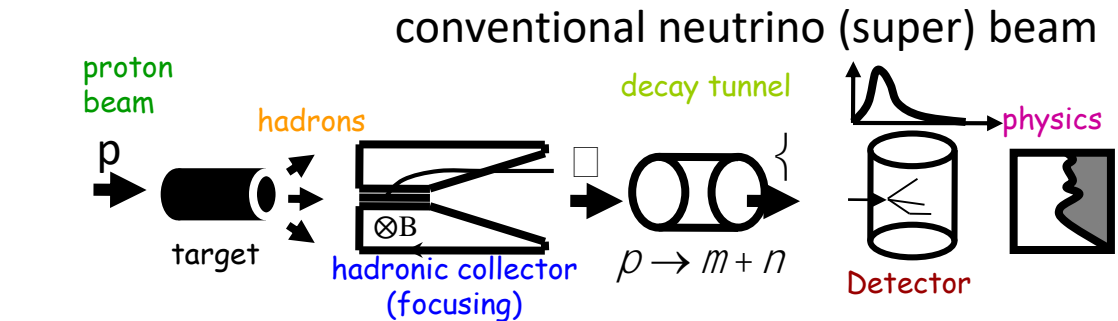 conventional neutrino (super) beam
proton
beam
hadrons
decay tunnel
physics
p
⊗B
target
hadronic collector
(focusing)
p → m + n
Detector